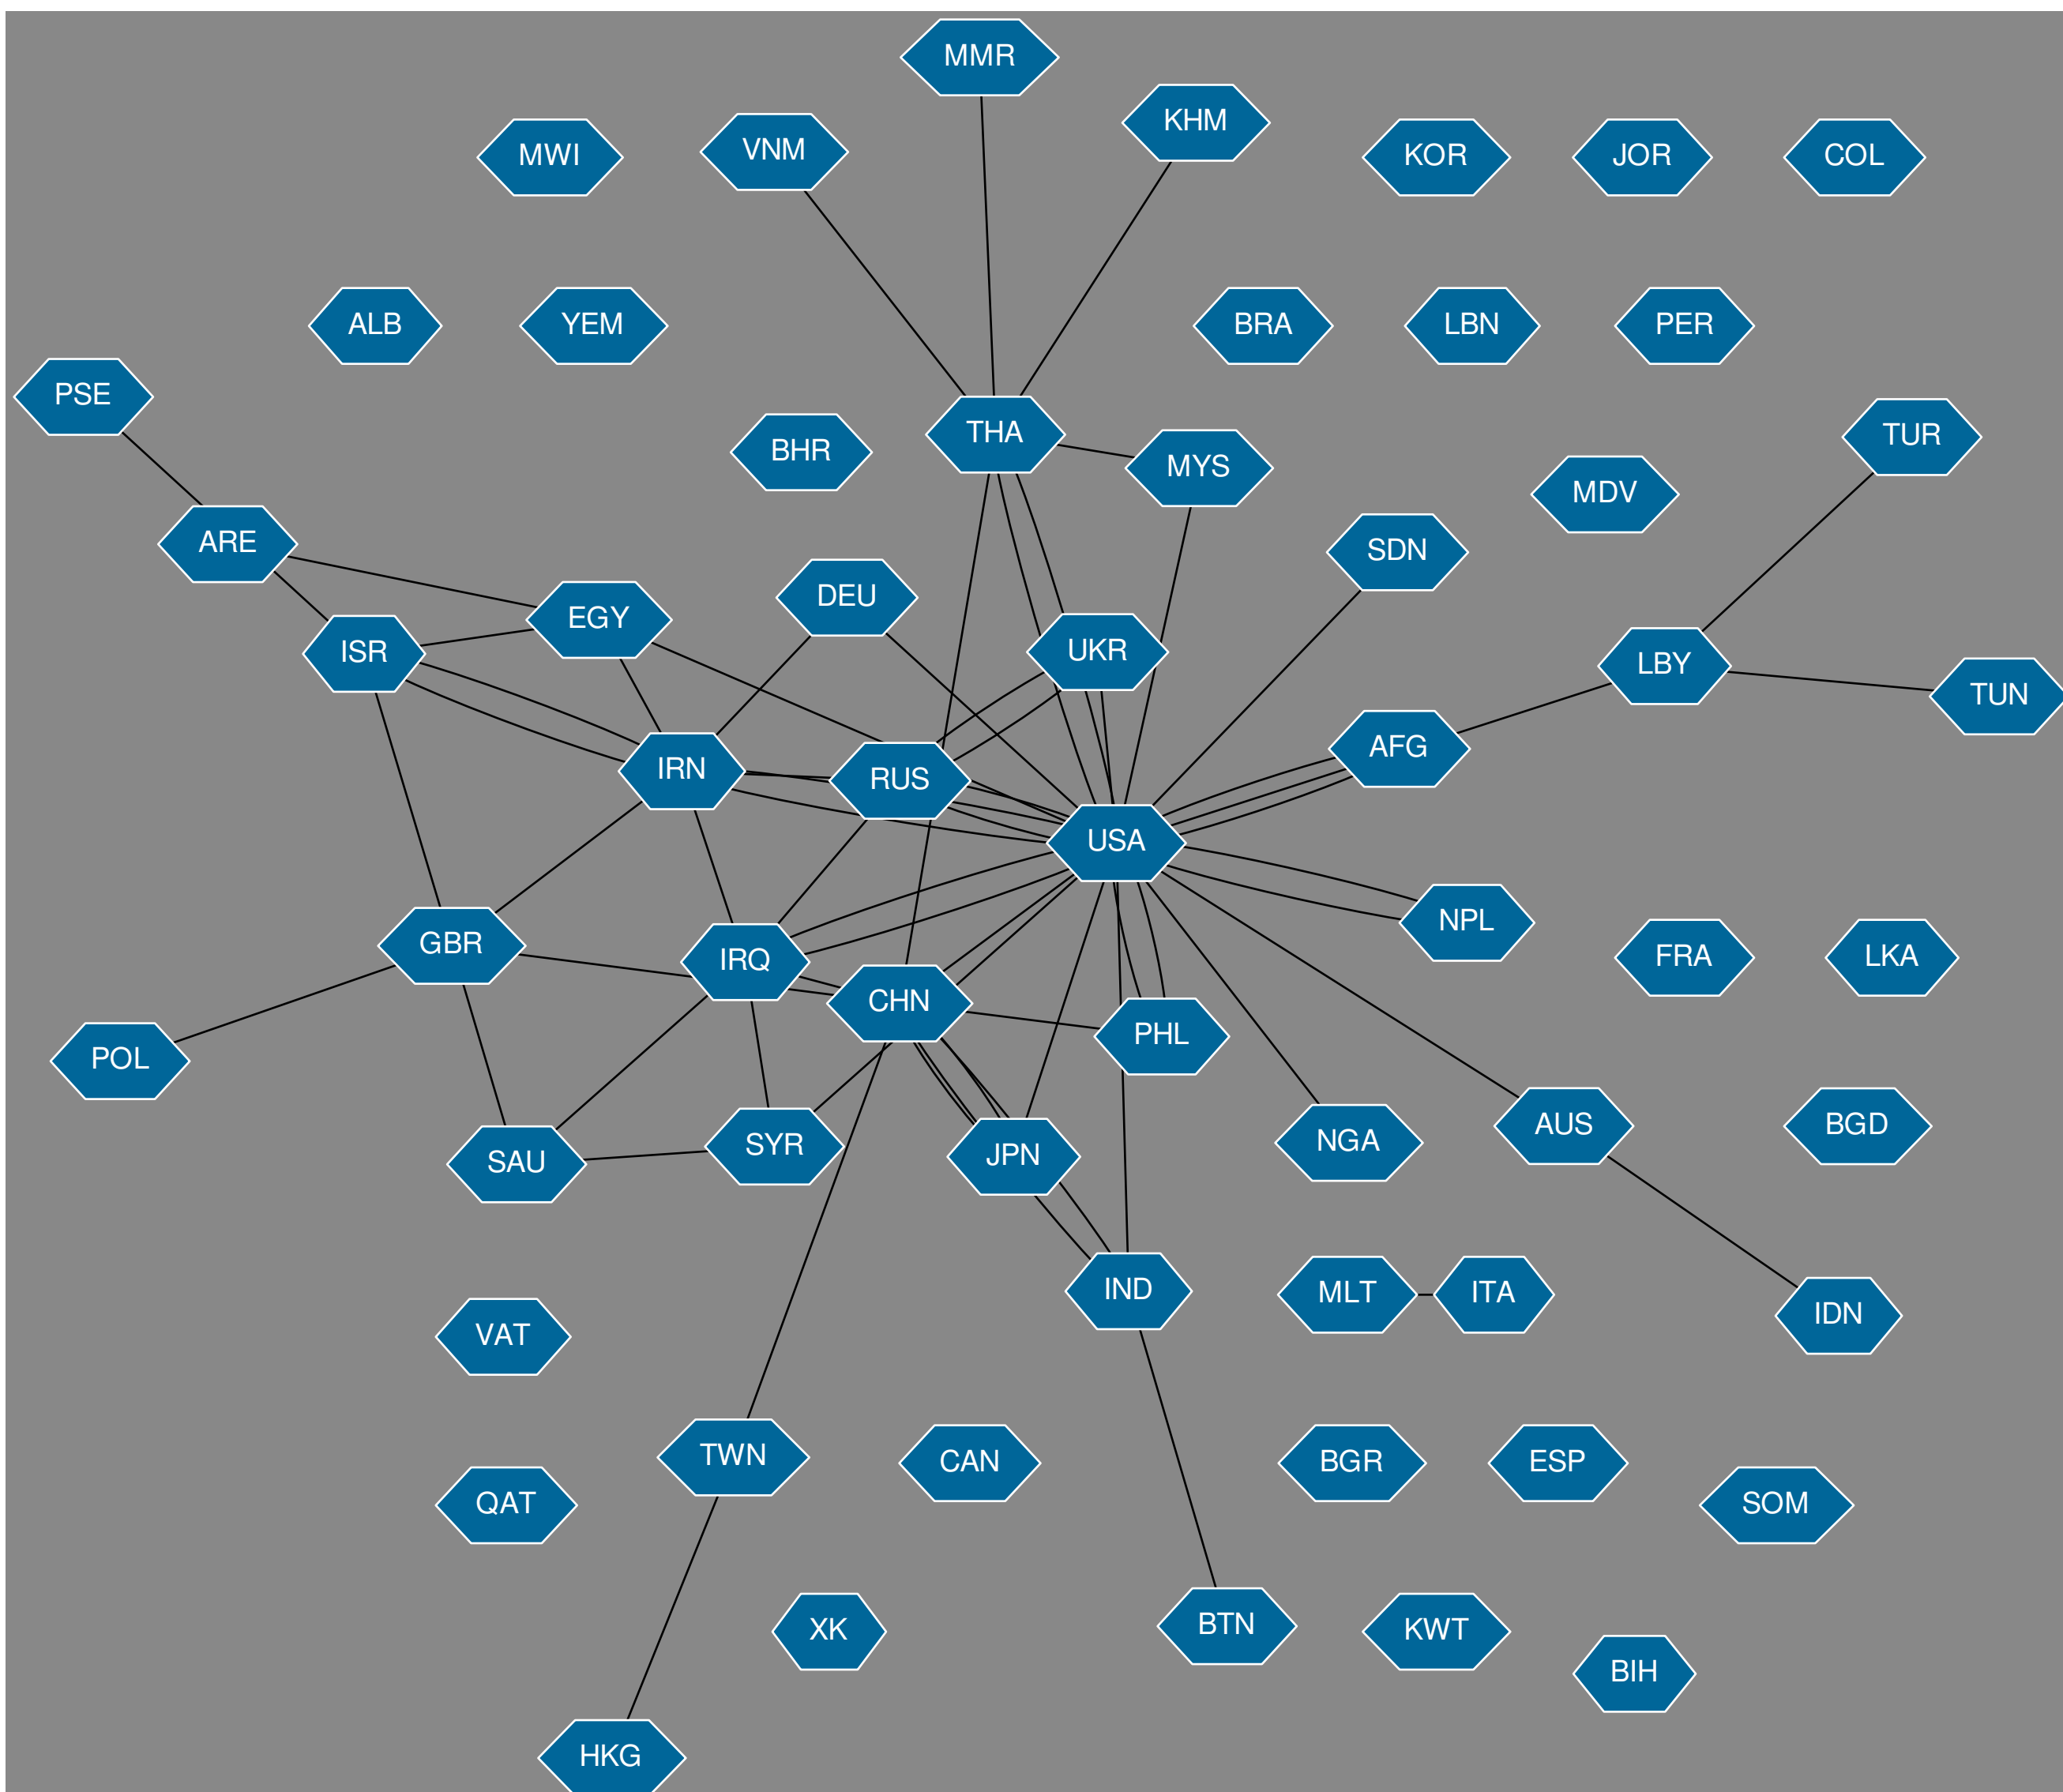 MMR
KHM
VNM
MWI
KOR
JOR
COL
ALB
YEM
BRA
LBN
PER
PSE
THA
TUR
BHR
MYS
MDV
ARE
SDN
DEU
EGY
ISR
UKR
LBY
TUN
AFG
IRN
RUS
USA
NPL
GBR
IRQ
FRA
LKA
CHN
PHL
POL
AUS
BGD
NGA
SYR
JPN
SAU
IND
MLT
ITA
IDN
VAT
TWN
CAN
BGR
ESP
QAT
SOM
BTN
XK
KWT
BIH
HKG